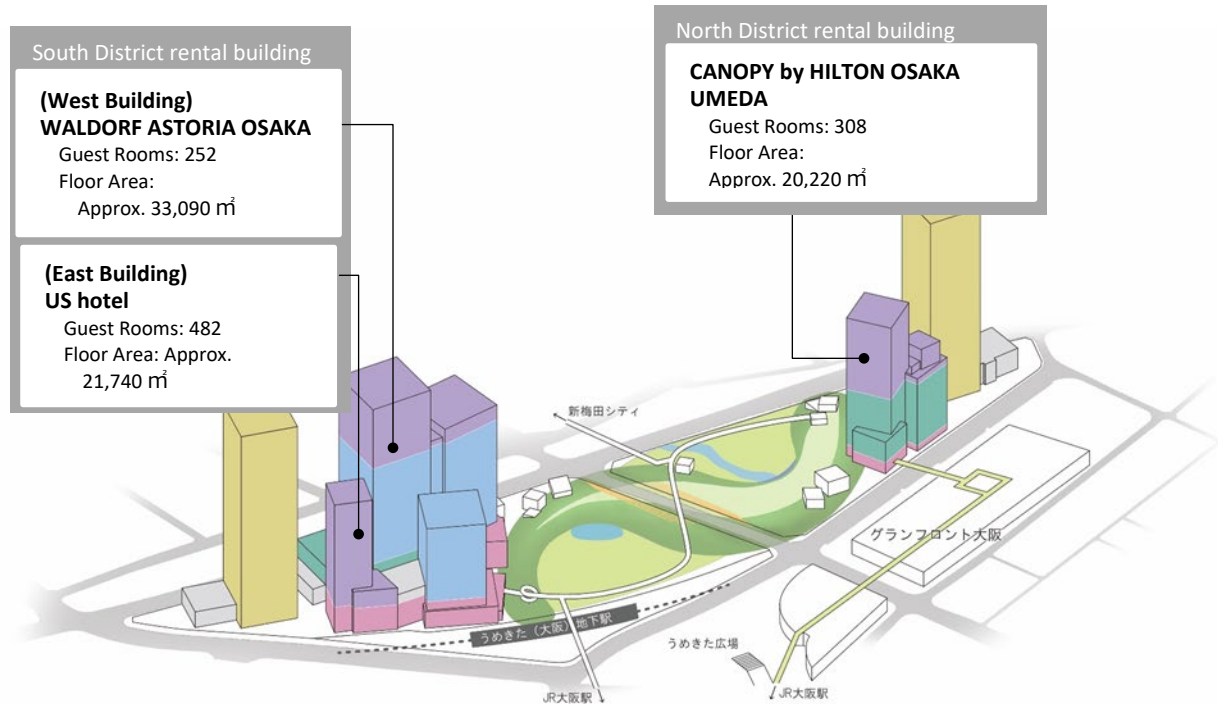 South District rental building
(West Building)
WALDORF ASTORIA OSAKA
Guest Rooms: 252
Floor Area:
Approx. 33,090 ㎡
(East Building)
US hotel
Guest Rooms: 482
Floor Area: Approx.
21,740 ㎡
North District rental building
CANOPY by HILTON OSAKA
UMEDA
Guest Rooms: 308
Floor Area:
Approx. 20,220 ㎡
新梅田シティ
グランフロント大阪
うめきた（大阪）地下駅
うめきた広場
JR大阪駅
JR大阪駅